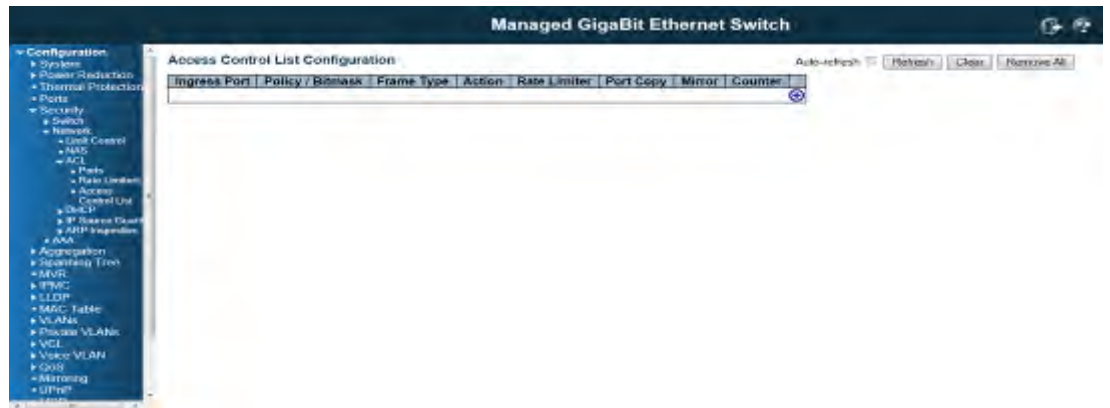 Managed GigaBit Ethernet Switch
Configuration
System
Power Reduction
Thermal Protection
Ports
Security
Switch
Network
Limit Control
NAS
ACL
Ports
Rate Limiters
Access
Control List
DHCP
IP Source Guard
ARP Inspection
AAA
Aggregation
Spanning Tree
MVR
IPMC
LLDP
MAC Table
VLANs
Private VLANs
VCL
Voice VLAN
QoS
Mirroring
UPnP
Access Control List Configuration
Auto-refresh Refresh Clear Remove All
Ingress Port Policy / Bitmask Frame Type Action Rate Limiter Port Copy Mirror Counter